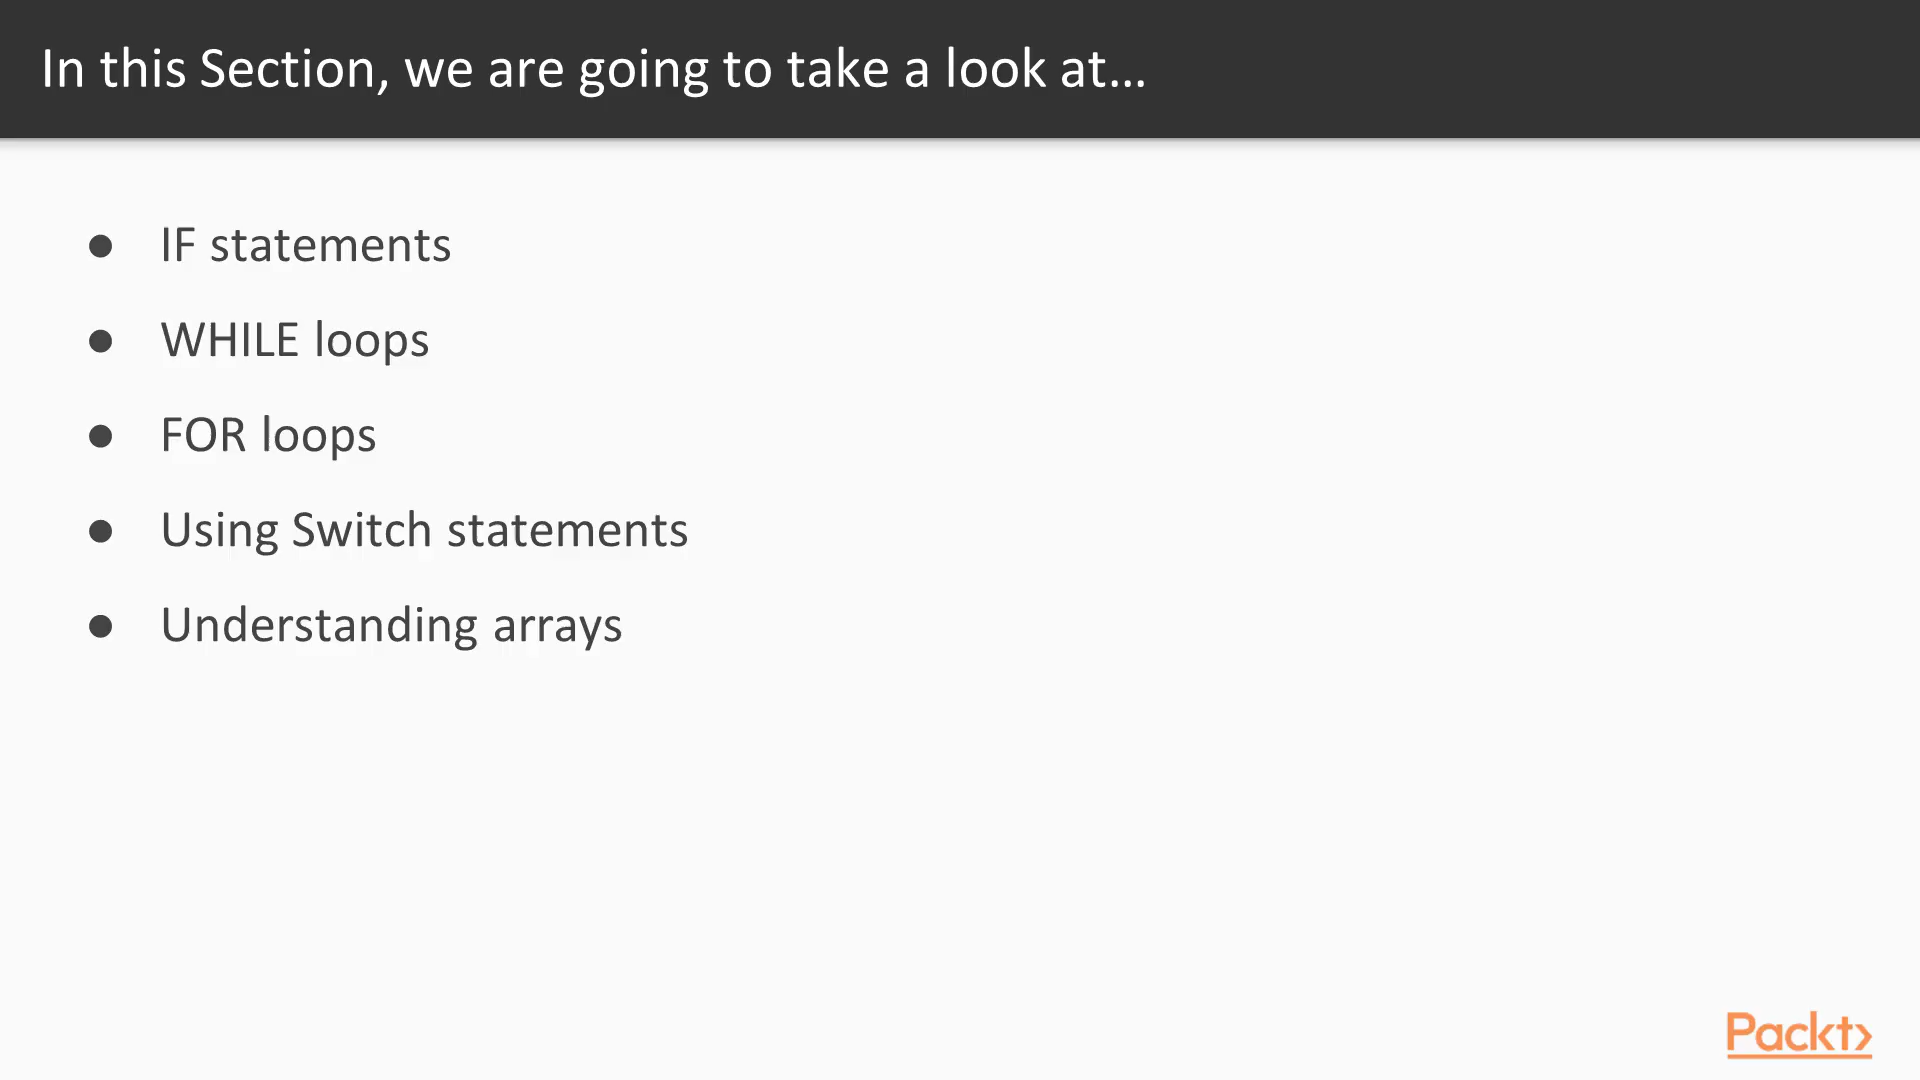 In this Section, we are going to take a look at...
● IF statements
● WHILE loops
● FOR loops
● Using Switch statements
● Understanding arrays
Packt>